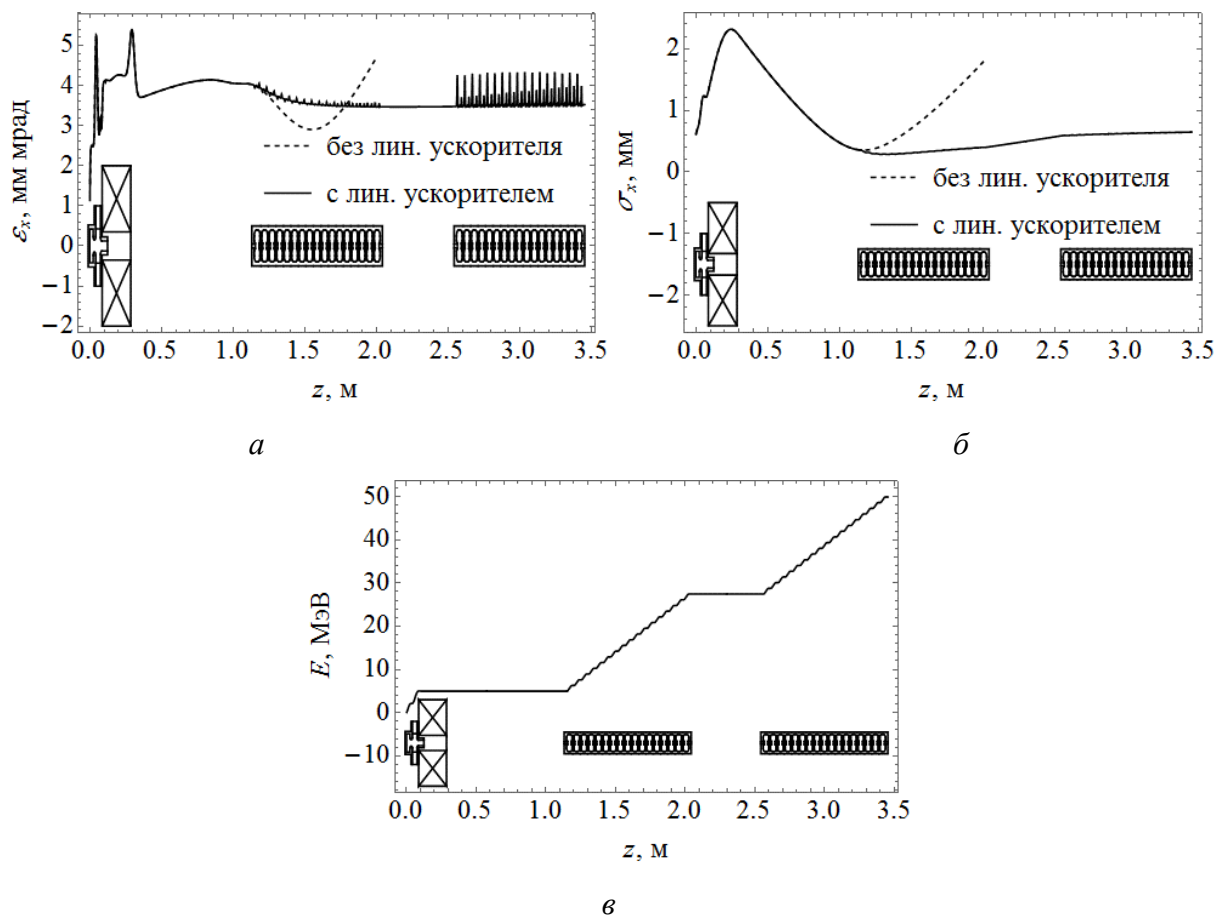 εx, мм мрад
5
4
3
2
1
0
−1
−2
без лин. ускорителя
с лин. ускорителем
0.0 0.5 1.0 1.5 2.0 2.5 3.0 3.5
z, м
а
σx, мм
2
1
0
−1
−2
без лин. ускорителя
с лин. ускорителем
0.0 0.5 1.0 1.5 2.0 2.5 3.0 3.5
z, м
б
E, МэВ
50
40
30
20
10
0
−10
0.0 0.5 1.0 1.5 2.0 2.5 3.0 3.5
z, м
в